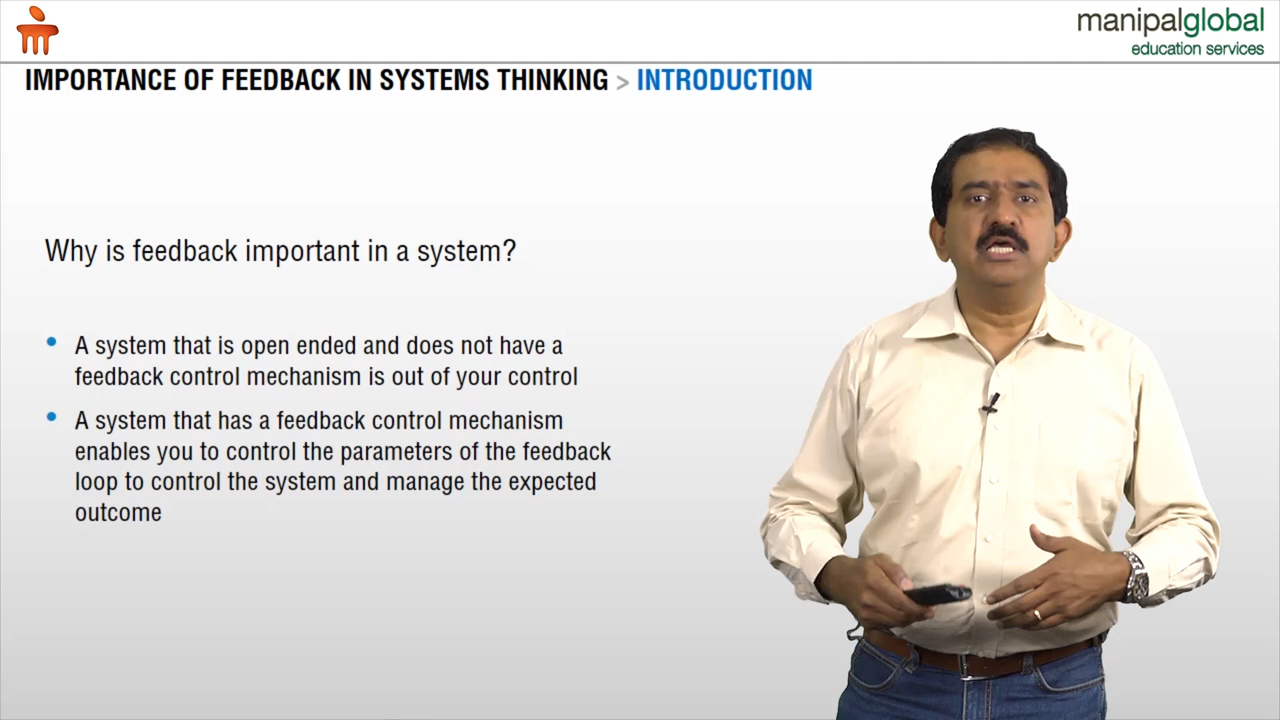 manipalglobal
education services
IMPORTANCE OF FEEDBACK IN SYSTEMS THINKING > INTRODUCTION
Why is feedback important in a system?
• A system that is open ended and does not have a
feedback control mechanism is out of your control
• A system that has a feedback control mechanism
enables you to control the parameters of the feedback
loop to control the system and manage the expected
outcome